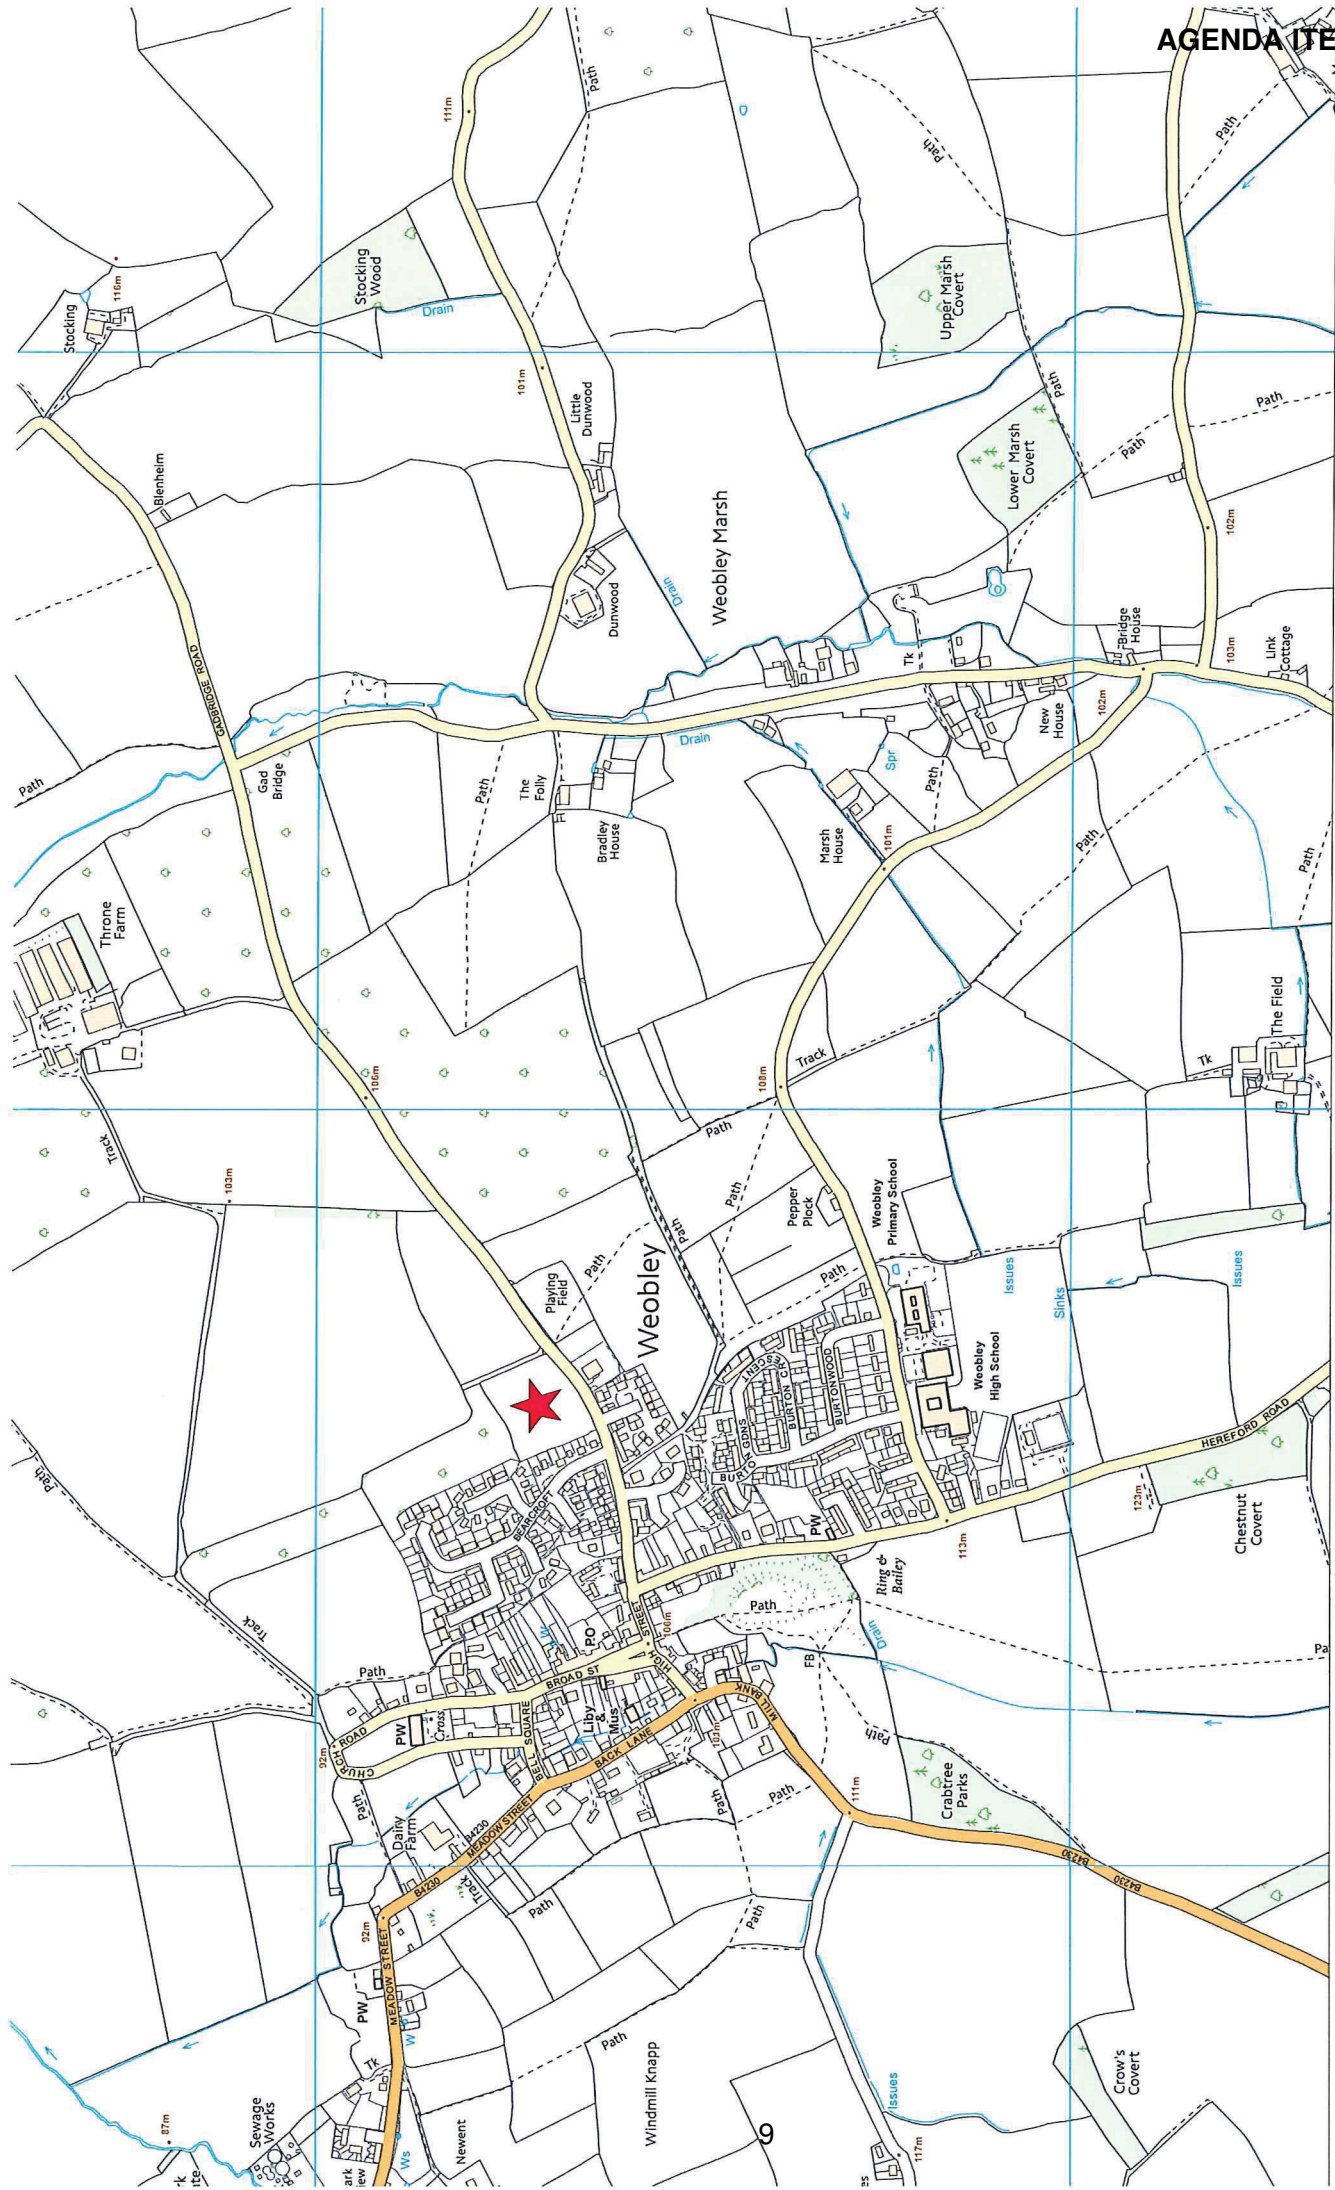 AGENDA ITE
111m
Path
Path
Path
Stocking
116m
Stocking
Wood
Drain
Upper Marsh
Covert
101m
Little
Dunwood
Path
Path
Path
Lower Marsh
Covert
Blenheim
102m
Weobley Marsh
Drain
Dunwood
GADBRIDGE ROAD
Tk
Bridge
House
103m
Link
Cottage
102m
New
House
Drain
Spr
Path
Gad
Bridge
Path
Path
The
Folly
Bradley
House
Marsh
House
101m
Path
Path
Throne
Farm
The Field
Tk
Track
108m
106m
Track
103m
Path
Path
Path
Path
Pepper
Plock
Weobley
Primary School
Path
Issues
Sinks
Issues
Playing
Field
Weobley
Weobley
High School
BURTON CRESCENT
BURTONWOOD
BURTON GDNS
HEREFORD ROAD
Path
BEARCROFT
PW
123m
Chestnut
Covert
113m
Ring &
Bailey
Path
Track
W
PO
HIGH STREET
106m
Path
BROAD ST
FB
Drain
Pa
CHURCH ROAD
92m
PW
Cross
BELL SQUARE
Liby
&
Mus
BACK LANE
101m
MILL BANK
Path
Path
Path
Path
111m
Crabtree
Parks
Dairy
Farm
B4230
MEADOW STREET
B4230
Track
Path
B4230
B4230
92m
MEADOW STREET
PW
Path
W
Tk
Path
Windmill Knapp
Crow's
Covert
Issues
87m
Sewage
Works
Ws
Newent
117m
9